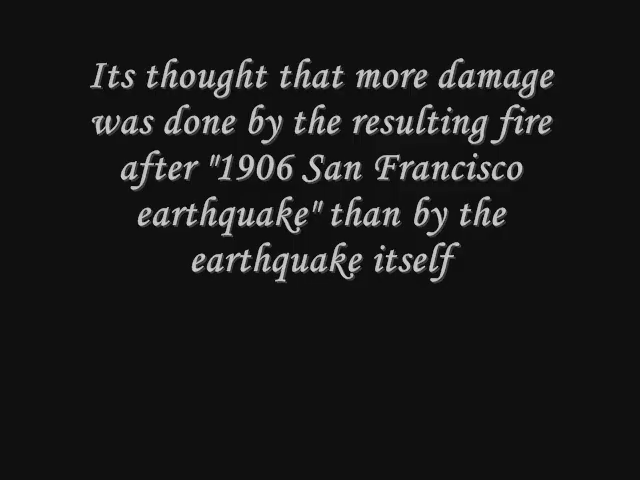 Its thought that more damage
was done by the resulting fire
after "1906 San Francisco
earthquake" than by the
earthquake itself